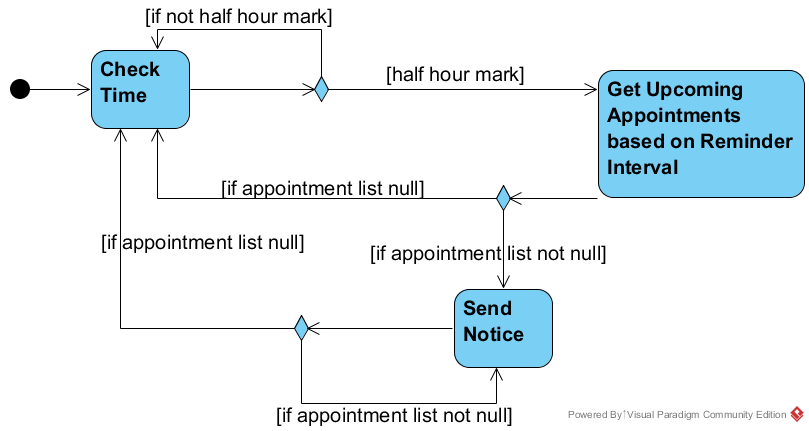 [if not half hour mark]
Check
Time
[half hour mark]
Get Upcoming
Appointments
based on Reminder
Interval
[if appointment list null]
[if appointment list null]
[if appointment list not null]
Send
Notice
[if appointment list not null]
Powered By Visual Paradigm Community Edition